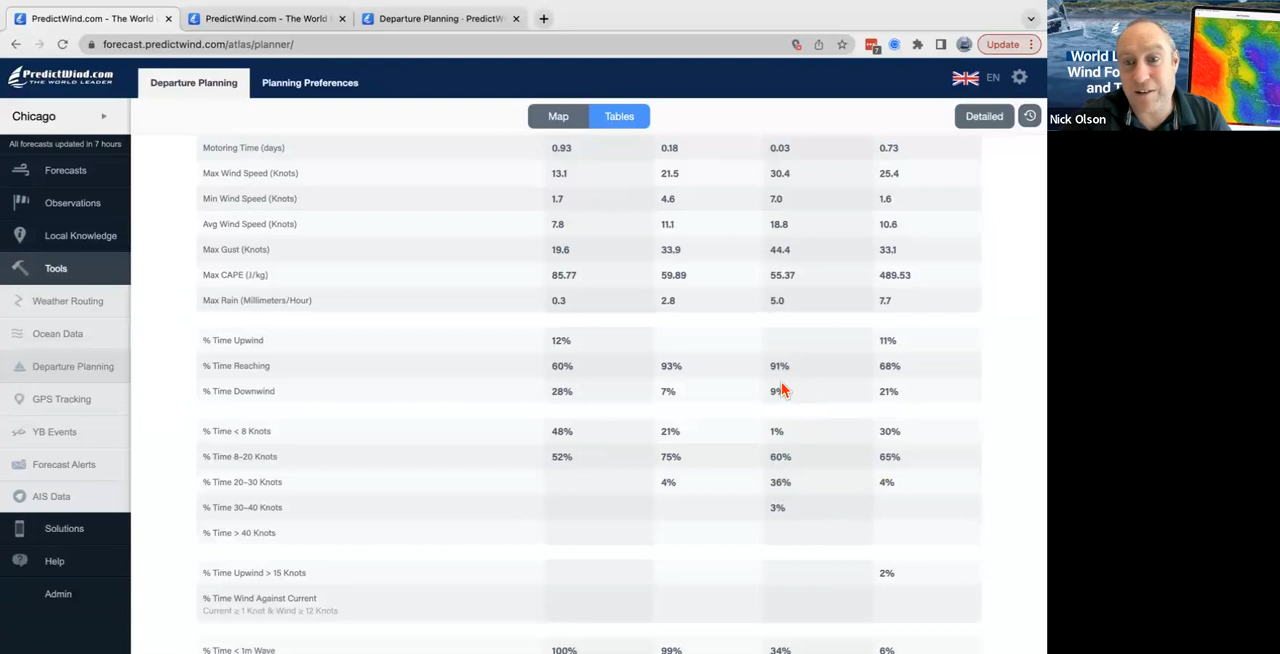 PredictWind.com - The World
PredictWind.com - The World
Departure Planning · PredictW
forecast.predictwind.com/atlas/planner/
7
Update
PredictWind.com
THE WORLD LEADER
Departure Planning
Planning Preferences
EN
Chicago
Map
Tables
Detailed
All forecasts updated in 7 hours
Forecasts
Observations
Local Knowledge
Tools
Weather Routing
Ocean Data
Departure Planning
GPS Tracking
YB Events
Forecast Alerts
AIS Data
Solutions
Help
Admin
Motoring Time (days) 0.93 0.18 0.03 0.73
Max Wind Speed (Knots) 13.1 21.5 30.4 25.4
Min Wind Speed (Knots) 1.7 4.6 7.0 1.6
Avg Wind Speed (Knots) 7.8 11.1 18.8 10.6
Max Gust (Knots) 19.6 33.9 44.4 33.1
Max CAPE (J/kg) 85.77 59.89 55.37 489.53
Max Rain (Millimeters/Hour) 0.3 2.8 5.0 7.7
% Time Upwind 12% 11%
% Time Reaching 60% 93% 91% 68%
% Time Downwind 28% 7% 9% 21%
% Time < 8 Knots 48% 21% 1% 30%
% Time 8-20 Knots 52% 75% 60% 65%
% Time 20-30 Knots 4% 36% 4%
% Time 30-40 Knots 3%
% Time > 40 Knots
% Time Upwind > 15 Knots 2%
% Time Wind Against Current
Current ≥ 1 Knot & Wind ≥ 12 Knots
% Time < 1m Wave 100% 99% 34% 6%
World L
Wind Fo
and T
Nick Olson